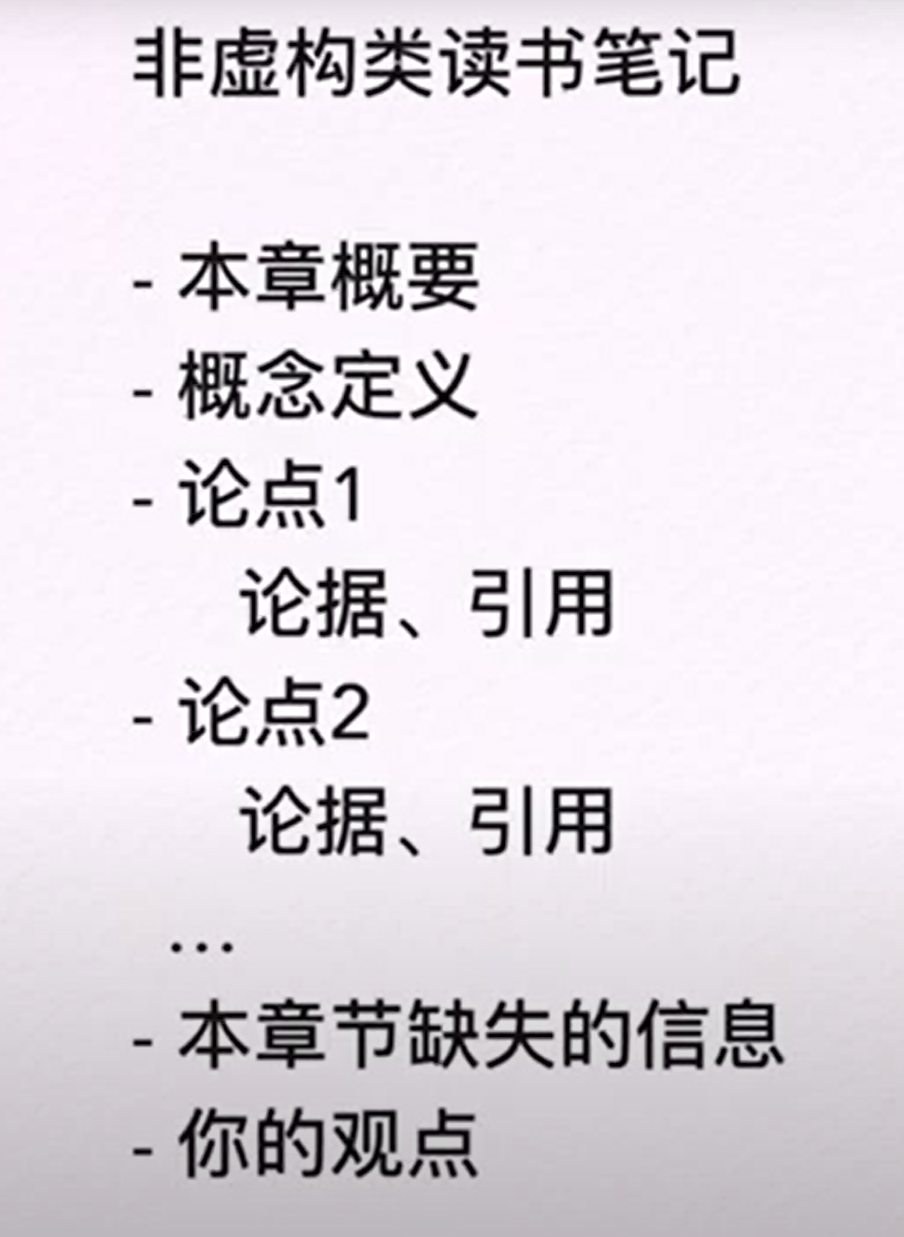 非虚构类读书笔记
- 本章概要
- 概念定义
- 论点1
论据、引用
- 论点2
论据、引用
...
- 本章节缺失的信息
- 你的观点